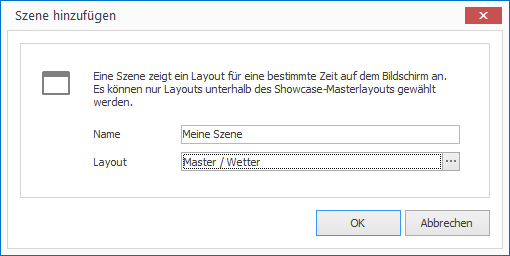 Szene hinzufügen
Eine Szene zeigt ein Layout für eine bestimmte Zeit auf dem Bildschirm an.
Es können nur Layouts unterhalb des Showcase-Masterlayouts gewählt
werden.
Name
Meine Szene
Layout
Master / Wetter
...
OK
Abbrechen